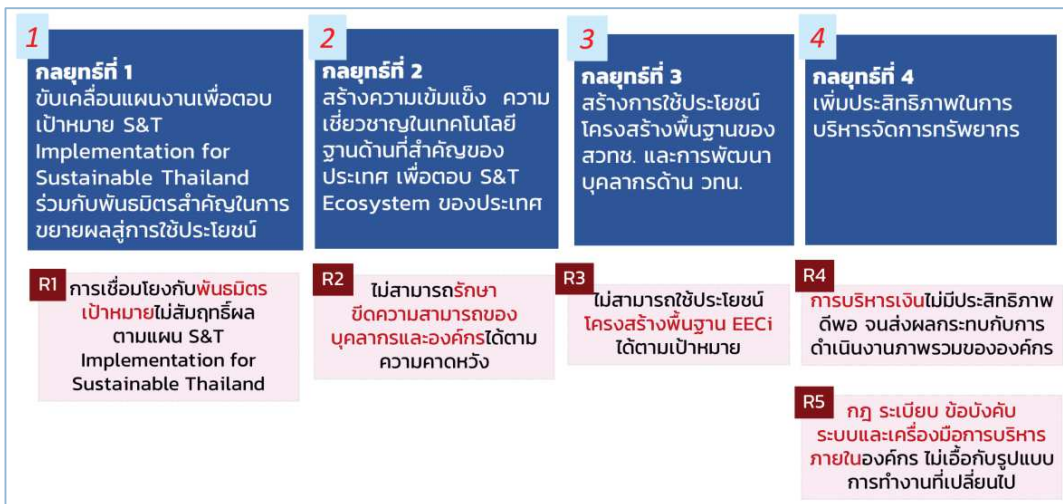 1
กลยุทธ์ที่ 1
ขับเคลื่อนแผนงานเพื่อตอบ
เป้าหมาย S&T
Implementation for
Sustainable Thailand
ร่วมกับพันธมิตรสำคัญในการ
ขยายผลสู่การใช้ประโยชน์
2
กลยุทธ์ที่ 2
สร้างความเข้มแข็ง ความ
เชี่ยวชาญในเทคโนโลยี
ฐานด้านที่สำคัญของ
ประเทศ เพื่อตอบ S&T
Ecosystem ของประเทศ
3
กลยุทธ์ที่ 3
สร้างการใช้ประโยชน์
โครงสร้างพื้นฐานของ
สวทช. และการพัฒนา
บุคลากรด้าน วทน.
4
กลยุทธ์ที่ 4
เพิ่มประสิทธิภาพในการ
บริหารจัดการทรัพยากร
R1 การเชื่อมโยงกับพันธมิตร
เป้าหมายไม่สัมฤทธิ์ผล
ตามแผน S&T
Implementation for
Sustainable Thailand
R2 ไม่สามารถรักษา
ขีดความสามารถของ
บุคลากรและองค์กรได้ตาม
ความคาดหวัง
R3
ไม่สามารถใช้ประโยชน์
โครงสร้างพื้นฐาน EECi
ได้ตามเป้าหมาย
R4
การบริหารเงินไม่มีประสิทธิภาพ
ดีพอ จนส่งผลกระทบกับการ
ดำเนินงานภาพรวมขององค์กร
R5 กฎ ระเบียบ ข้อบังคับ
ระบบและเครื่องมือการบริหาร
ภายในองค์กร ไม่เอื้อกับรูปแบบ
การทำงานที่เปลี่ยนไป